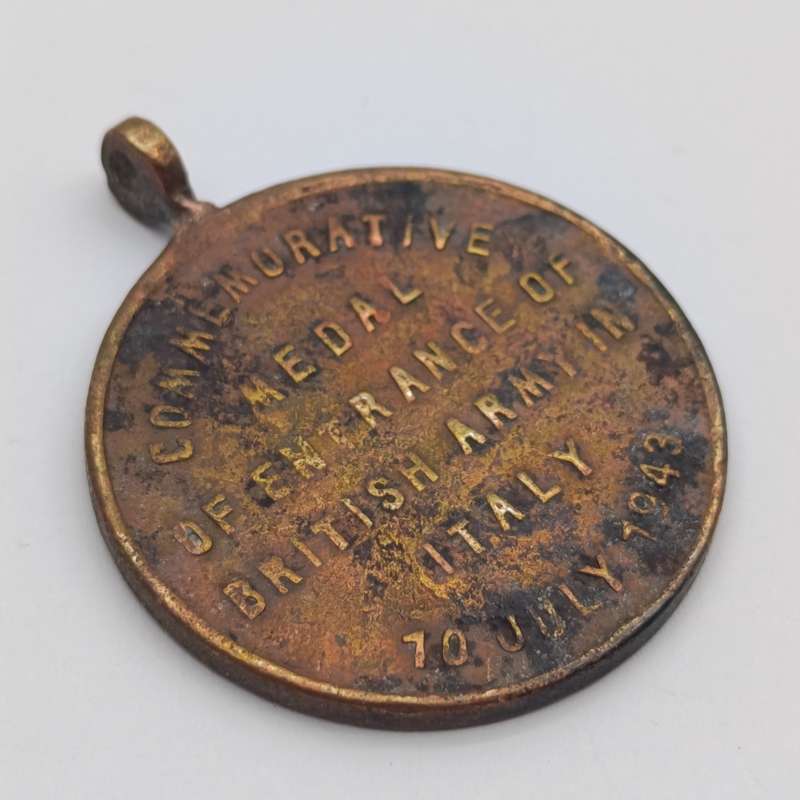 COMMEMORATIVE
MEDAL
OF ENTRANCE OF
BRITISH ARMY IN
ITALY
10 JULY 1943